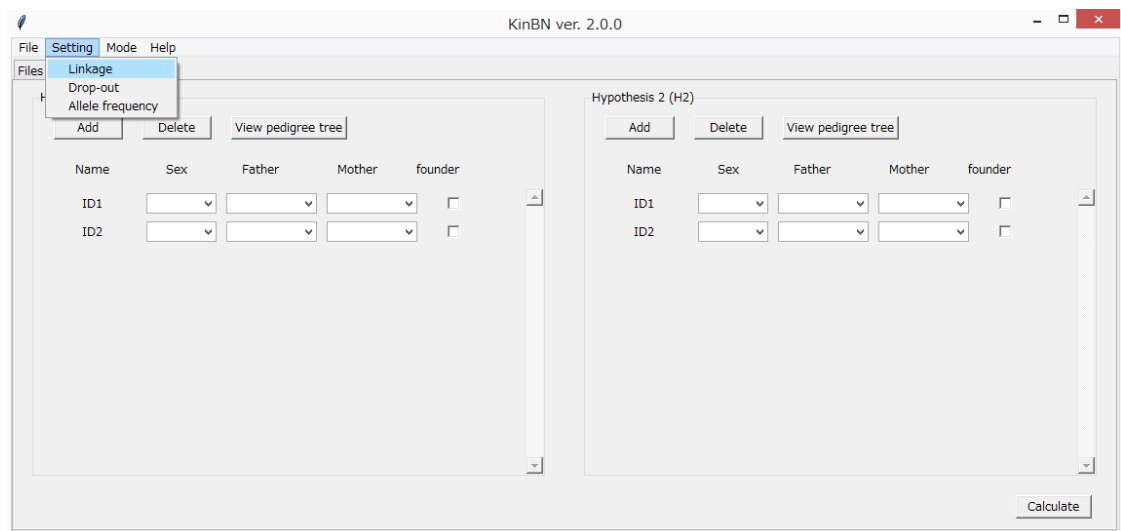 KinBN ver. 2.0.0
File Setting Mode Help
Files
Linkage
Drop-out
Allele frequency
H
Add Delete View pedigree tree
Name Sex Father Mother founder
ID1
ID2
Hypothesis 2 (H2)
Add Delete View pedigree tree
Name Sex Father Mother founder
ID1
ID2
Calculate